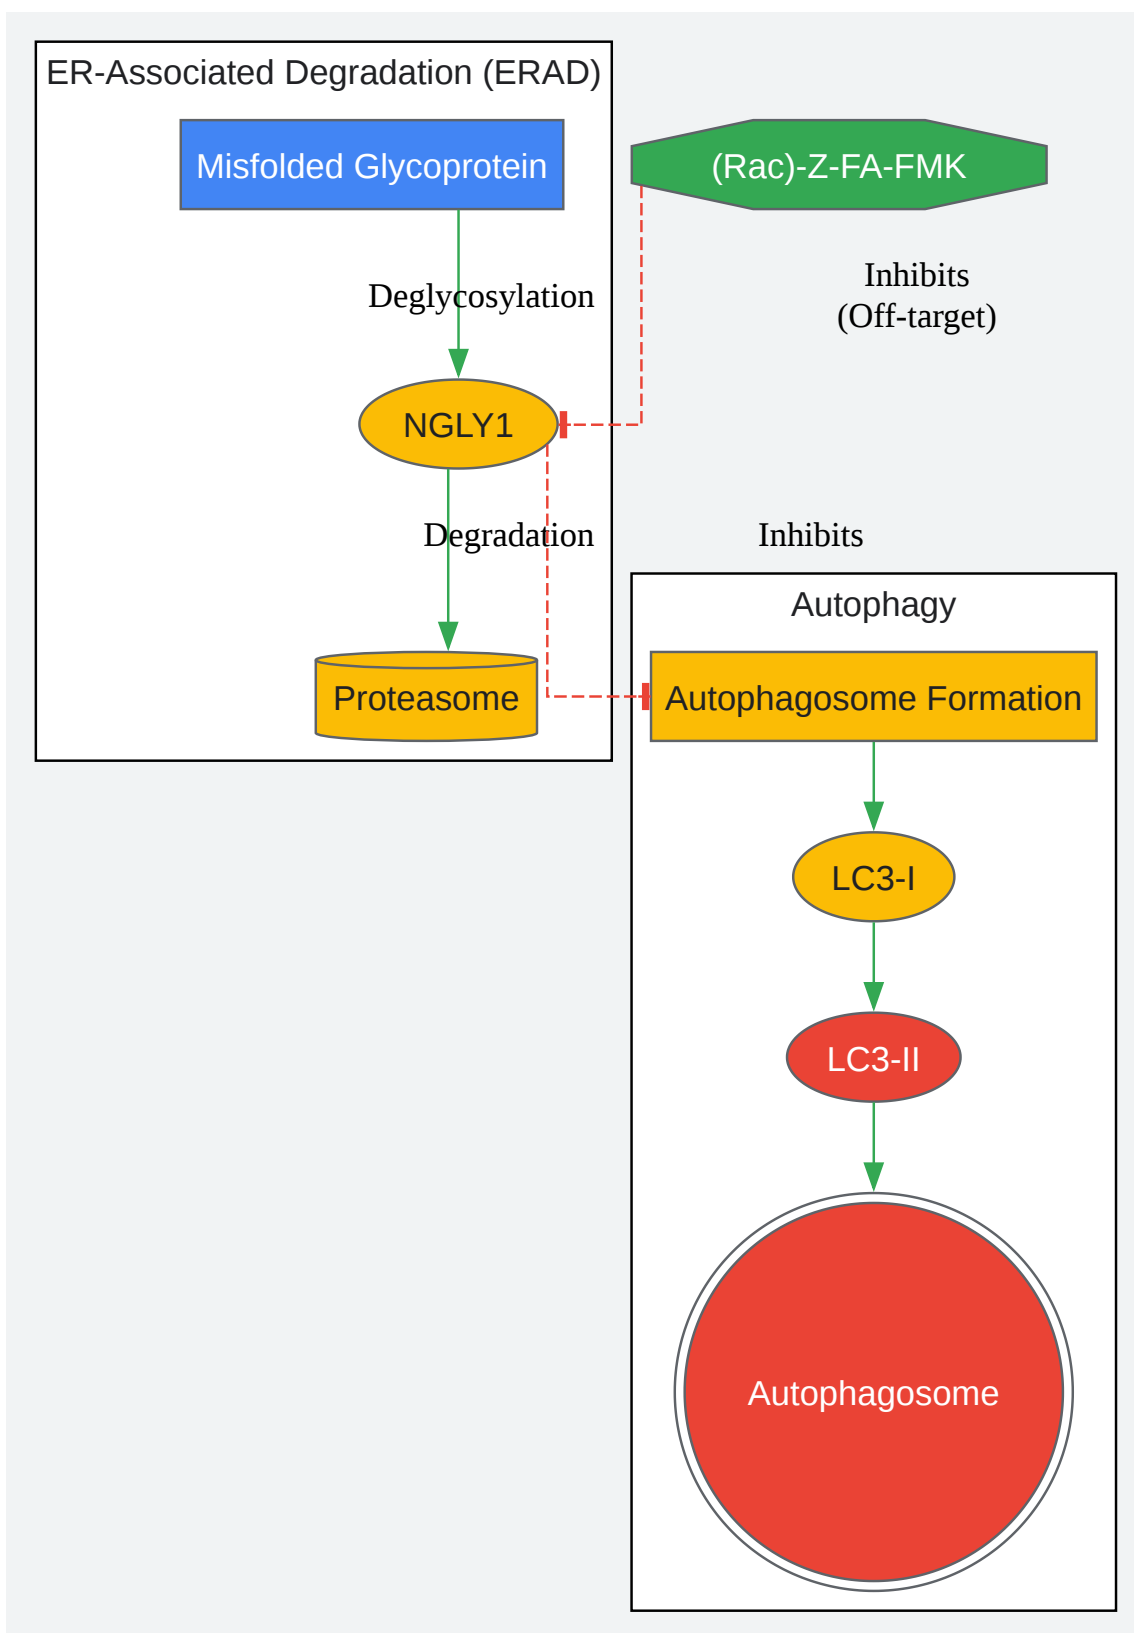 ER-Associated Degradation (ERAD)
Misfolded Glycoprotein
(Rac)-Z-FA-FMK
Inhibits
(Off-target)
Deglycosylation
NGLY1
Degradation
Inhibits
Autophagy
Proteasome
Autophagosome Formation
LC3-I
LC3-II
Autophagosome